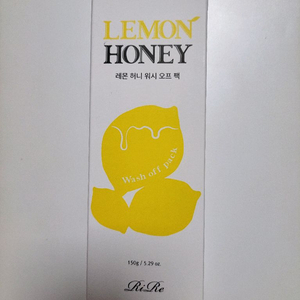 LEMON
HONEY
레몬 허니 워시 오프 팩
Wash off pack
150g / 5.29 oz.
RiRe